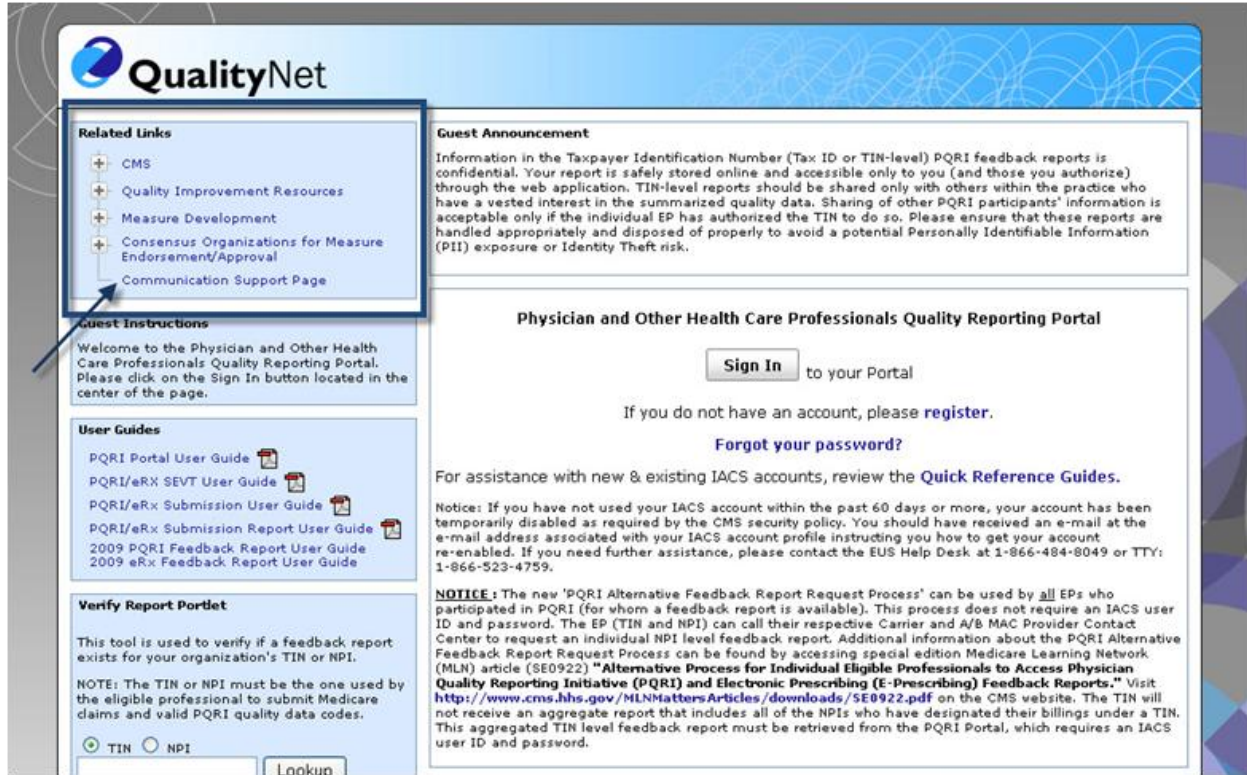 QualityNet
Related Links
CMS
Quality Improvement Resources
Measure Development
Consensus Organizations for Measure
Endorsement/Approval
Communication Support Page
Guest Instructions
Welcome to the Physician and Other Health
Care Professionals Quality Reporting Portal.
Please click on the Sign In button located in the
center of the page.
User Guides
PQRI Portal User Guide
PQRI/eRX SEVT User Guide
PQRI/eRx Submission User Guide
PQRI/eRx Submission Report User Guide
2009 PQRI Feedback Report User Guide
2009 eRx Feedback Report User Guide
Verify Report Portlet
This tool is used to verify if a feedback report
exists for your organization's TIN or NPI.
NOTE: The TIN or NPI must be the one used by
the eligible professional to submit Medicare
claims and valid PQRI quality data codes.
TIN NPI
Lookup
Guest Announcement
Information in the Taxpayer Identification Number (Tax ID or TIN-level) PQRI feedback reports is
confidential. Your report is safely stored online and accessible only to you (and those you authorize)
through the web application. TIN-level reports should be shared only with others within the practice who
have a vested interest in the summarized quality data. Sharing of other PQRI participants' information is
acceptable only if the individual EP has authorized the TIN to do so. Please ensure that these reports are
handled appropriately and disposed of properly to avoid a potential Personally Identifiable Information
(PII) exposure or Identity Theft risk.
Physician and Other Health Care Professionals Quality Reporting Portal
Sign In to your Portal
If you do not have an account, please register.
Forgot your password?
For assistance with new & existing IACS accounts, review the Quick Reference Guides.
Notice: If you have not used your IACS account within the past 60 days or more, your account has been
temporarily disabled as required by the CMS security policy. You should have received an e-mail at the
e-mail address associated with your IACS account profile instructing you how to get your account
re-enabled. If you need further assistance, please contact the EUS Help Desk at 1-866-484-8049 or TTY:
1-866-523-4759.
NOTICE : The new 'PQRI Alternative Feedback Report Request Process' can be used by all EPs who
participated in PQRI (for whom a feedback report is available). This process does not require an IACS user
ID and password. The EP (TIN and NPI) can call their respective Carrier and A/B MAC Provider Contact
Center to request an individual NPI level feedback report. Additional information about the PQRI Alternative
Feedback Report Request Process can be found by accessing special edition Medicare Learning Network
(MLN) article (SE0922) "Alternative Process for Individual Eligible Professionals to Access Physician
Quality Reporting Initiative (PQRI) and Electronic Prescribing (E-Prescribing) Feedback Reports." Visit
http://www.cms.hhs.gov/MLNMattersArticles/downloads/SE0922.pdf on the CMS website. The TIN will
not receive an aggregate report that includes all of the NPIs who have designated their billings under a TIN.
This aggregated TIN level feedback report must be retrieved from the PQRI Portal, which requires an IACS
user ID and password.